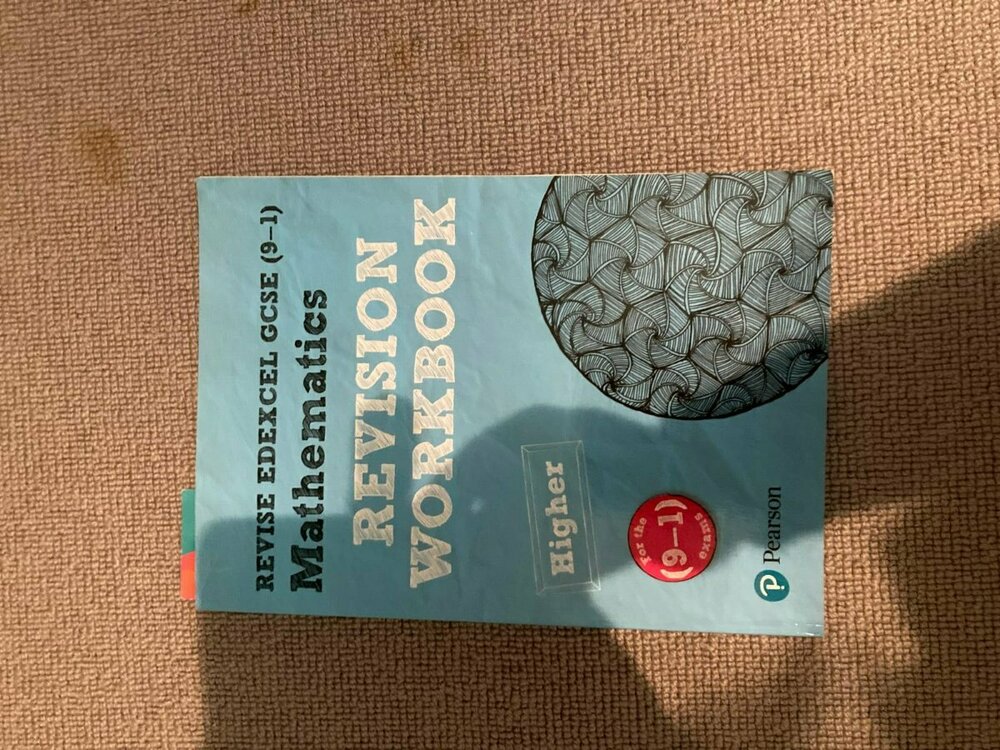 REVISE EDEXCEL GCSE (9–1)
Mathematics
REVISION
WORKBOOK
Higher
For the
(9–1)
exams
Pearson